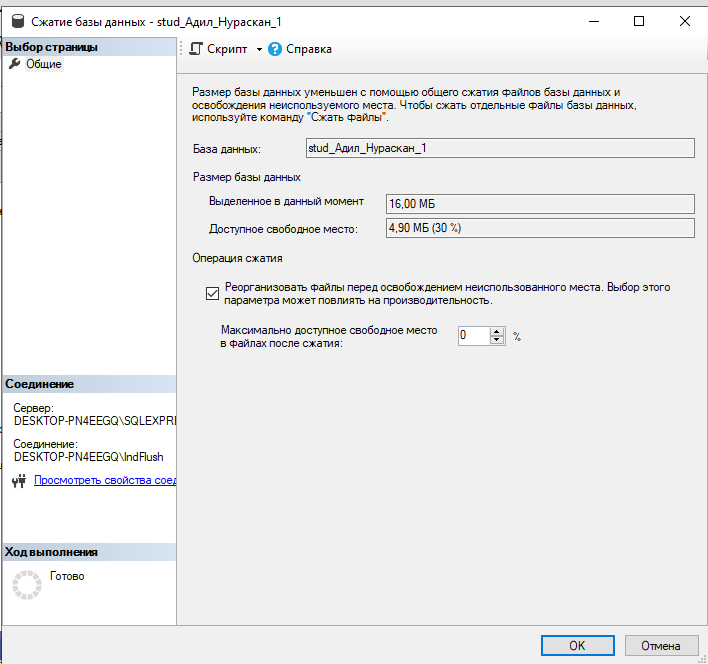 Сжатие базы данных - stud_Адил_Нураскан_1
Выбор страницы
Общие
Скрипт
Справка
Размер базы данных уменьшен с помощью общего сжатия файлов базы данных и
освобождения неиспользуемого места. Чтобы сжать отдельные файлы базы данных,
используйте команду "Сжать файлы".
База данных:
stud_Адил_Нураскан_1
Размер базы данных
Выделенное в данный момент
16,00 МБ
Доступное свободное место:
4,90 МБ (30 %)
Операция сжатия
Реорганизовать файлы перед освобождением неиспользованного места. Выбор этого
параметра может повлиять на производительность.
Максимально доступное свободное место
в файлах после сжатия:
0
%
Соединение
Сервер:
DESKTOP-PN4EEGQ\SQLEXPRI
Соединение:
DESKTOP-PN4EEGQ\IndFlush
Просмотреть свойства соед
Ход выполнения
Готово
OK
Отмена